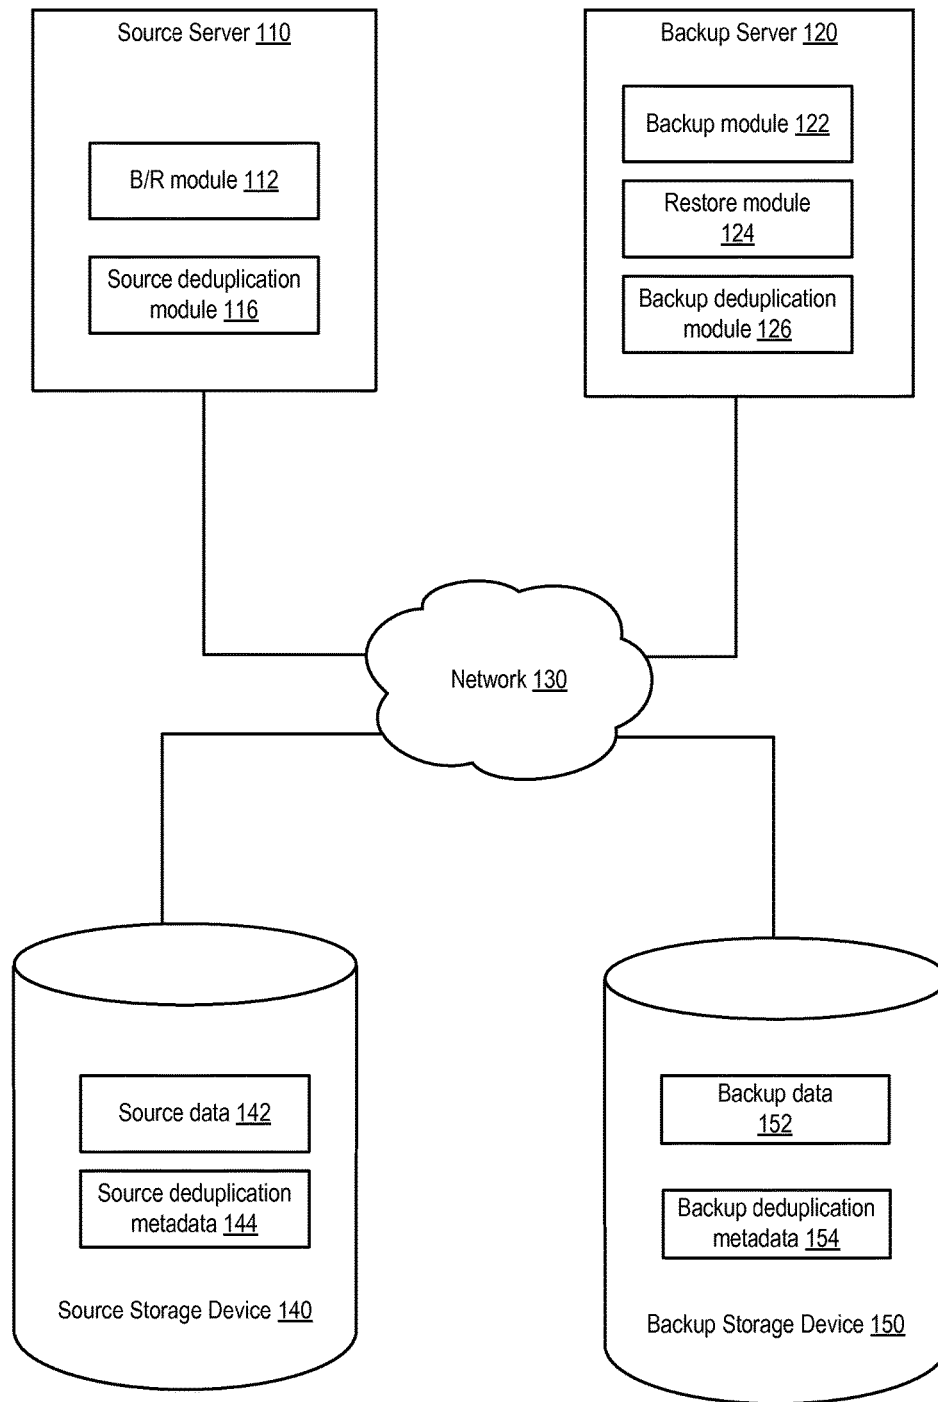 Source Server 110
B/R module 112
Source deduplication
module 116
Backup Server 120
Backup module 122
Restore module
124
Backup deduplication
module 126
Network 130
Source data 142
Source deduplication
metadata 144
Source Storage Device 140
Backup data
152
Backup deduplication
metadata 154
Backup Storage Device 150